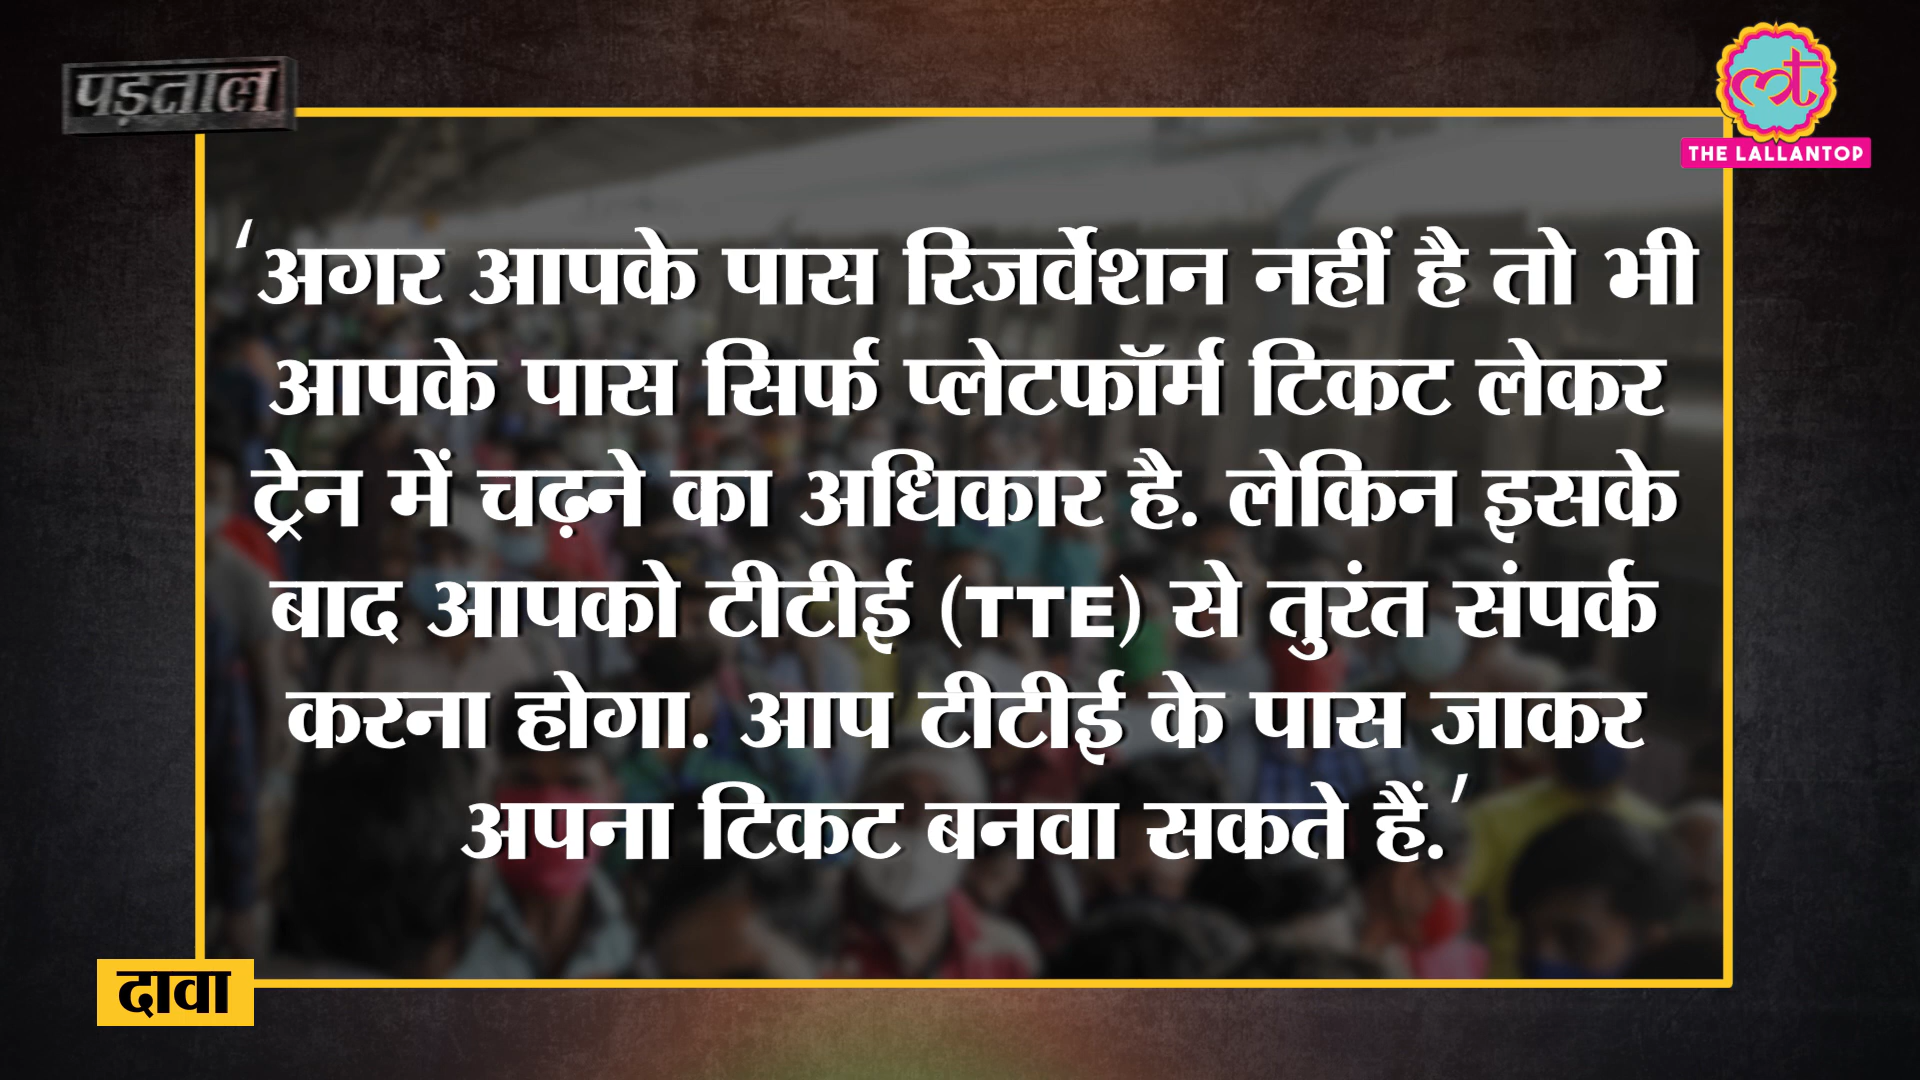 पड़ताल
THE LALLANTOP
‘अगर आपके पास रिजर्वेशन नहीं है तो भी
आपके पास सिर्फ प्लेटफॉर्म टिकट लेकर
ट्रेन में चढ़ने का अधिकार है. लेकिन इसके
बाद आपको टीटीई (TTE) से तुरंत संपर्क
करना होगा. आप टीटीई के पास जाकर
अपना टिकट बनवा सकते हैं.’
दावा